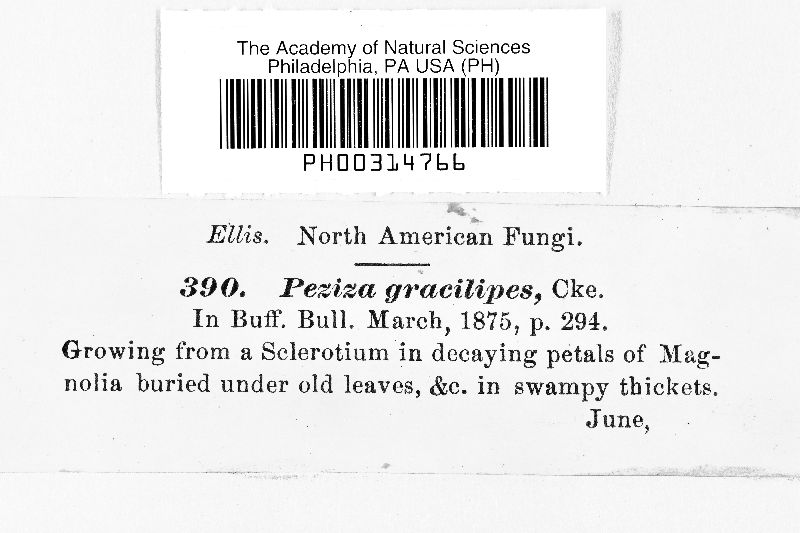 The Academy of Natural Sciences
Philadelphia, PA USA (PH)
PH00314766
Ellis. North American Fungi.
390. Peziza gracilipes, Cke.
In Buff. Bull. March, 1875, p. 294.
Growing from a Sclerotium in decaying petals of Mag-
nolia buried under old leaves, &c. in swampy thickets.
June,